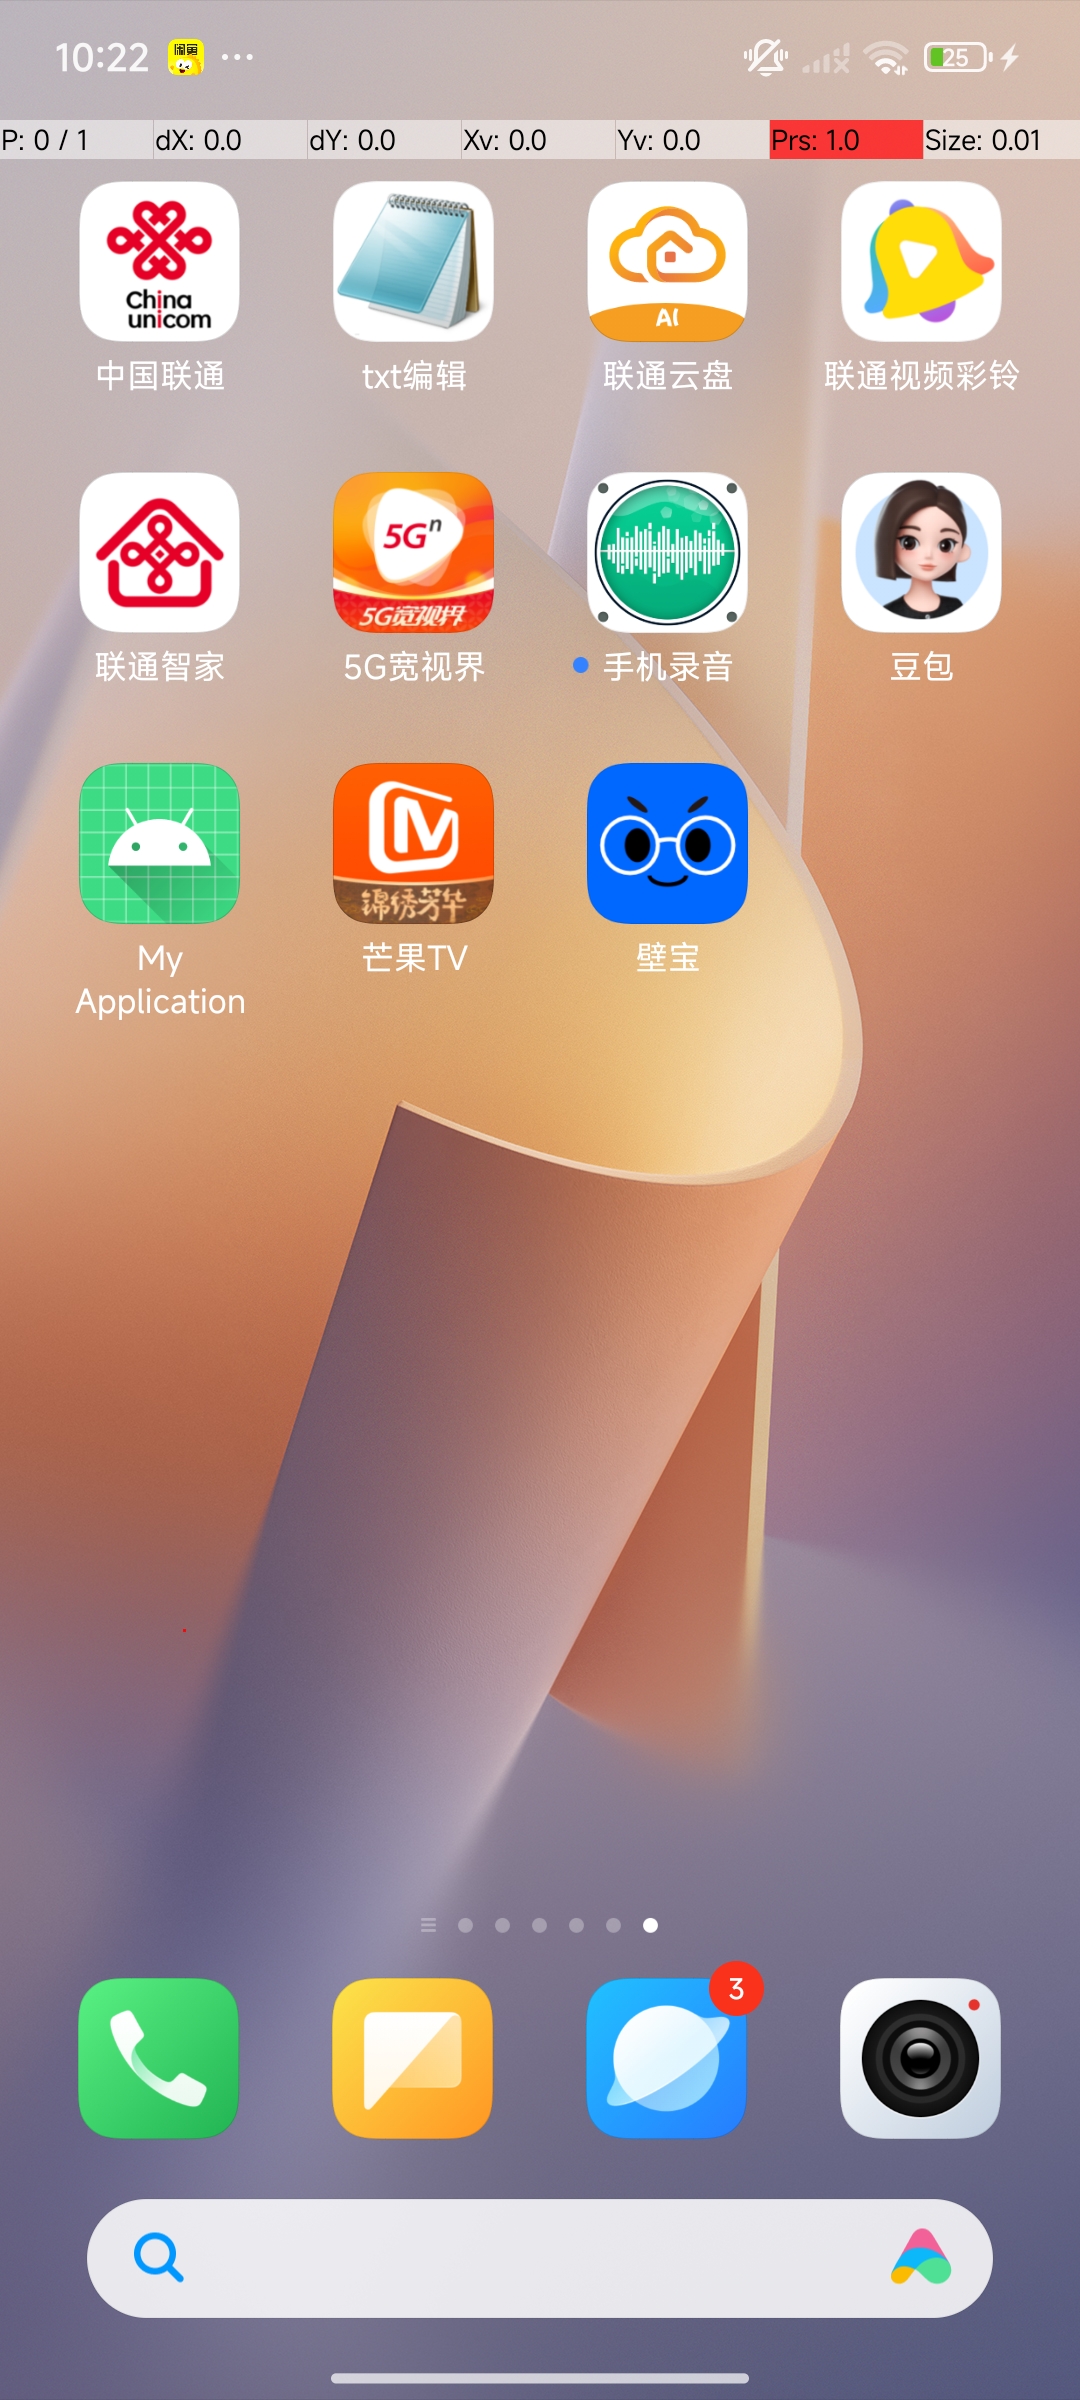 10:22 闹男 ... 25
P: 0 / 1 dX: 0.0 dY: 0.0 Xv: 0.0 Yv: 0.0 Prs: 1.0 Size: 0.01
China
unicom
AI
中国联通 txt编辑 联通云盘 联通视频彩铃
5Gⁿ
5G宽视界
联通智家 5G宽视界 手机录音 豆包
锦绣芳华
My
Application
芒果TV 壁宝
3